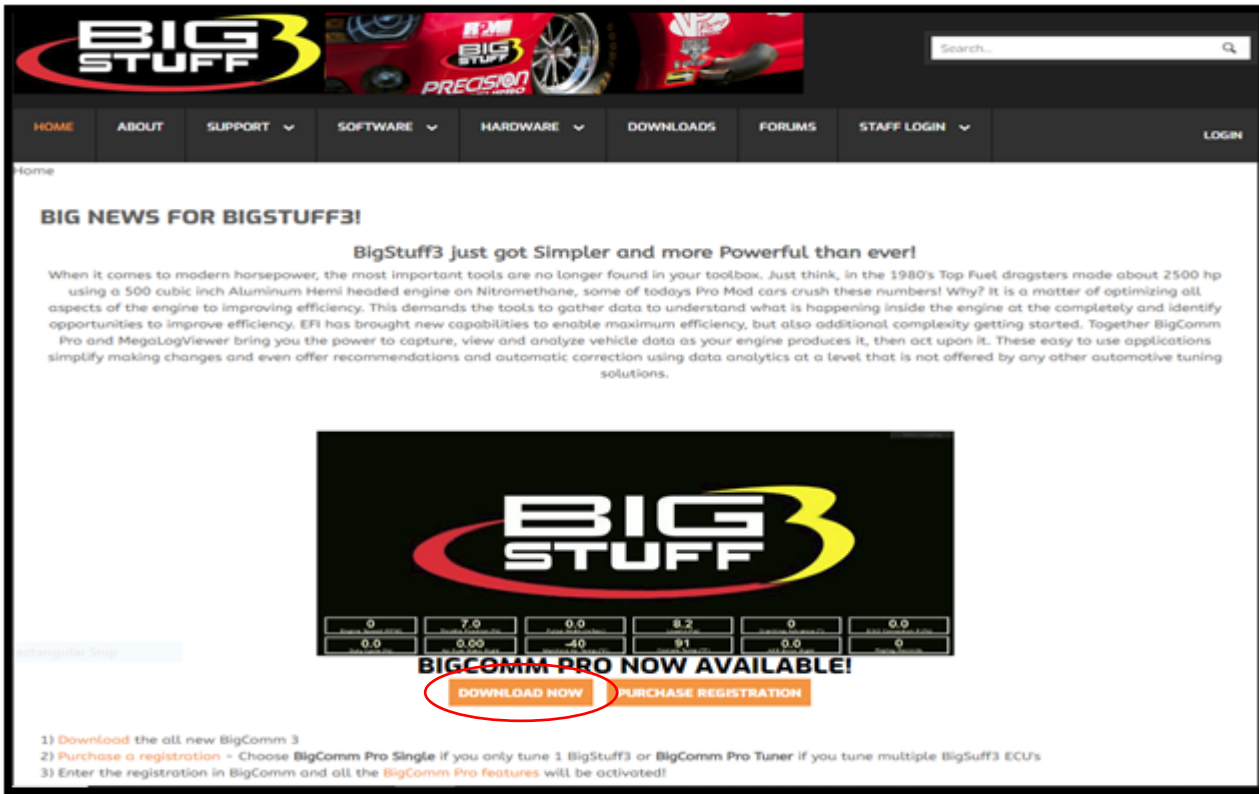 BIG
STUFF 3
RPM
BIG 3
STUFF
PRECISION
Search...
HOME ABOUT SUPPORT SOFTWARE HARDWARE DOWNLOADS FORUMS STAFF LOGIN LOGIN
Home
BIG NEWS FOR BIGSTUFF3!
BigStuff3 just got Simpler and more Powerful than ever!
When it comes to modern horsepower, the most important tools are no longer found in your toolbox. Just think, in the 1980's Top Fuel dragsters made about 2500 hp
using a 500 cubic inch Aluminum Hemi headed engine on Nitromethane, some of todays Pro Mod cars crush these numbers! Why? It is a matter of optimizing all
aspects of the engine to improving efficiency. This demands the tools to gather data to understand what is happening inside the engine at the completely and identify
opportunities to improve efficiency. EFI has brought new capabilities to enable maximum efficiency, but also additional complexity getting started. Together BigComm
Pro and MegaLogViewer bring you the power to capture, view and analyze vehicle data as your engine produces it, then act upon it. These easy to use applications
simplify making changes and even offer recommendations and automatic correction using data analytics at a level that is not offered by any other automotive tuning
solutions.
BIG
STUFF 3
0 7.0 0.0 8.2 0 0.0
0.0 0.00 -40 91 0.0 0
ectangular Snip
BIGCOMM PRO NOW AVAILABLE!
DOWNLOAD NOW PURCHASE REGISTRATION
1) Download the all new BigComm 3
2) Purchase a registration - Choose BigComm Pro Single if you only tune 1 BigStuff3 or BigComm Pro Tuner if you tune multiple BigSuff3 ECU's
3) Enter the registration in BigComm and all the BigComm Pro features will be activated!